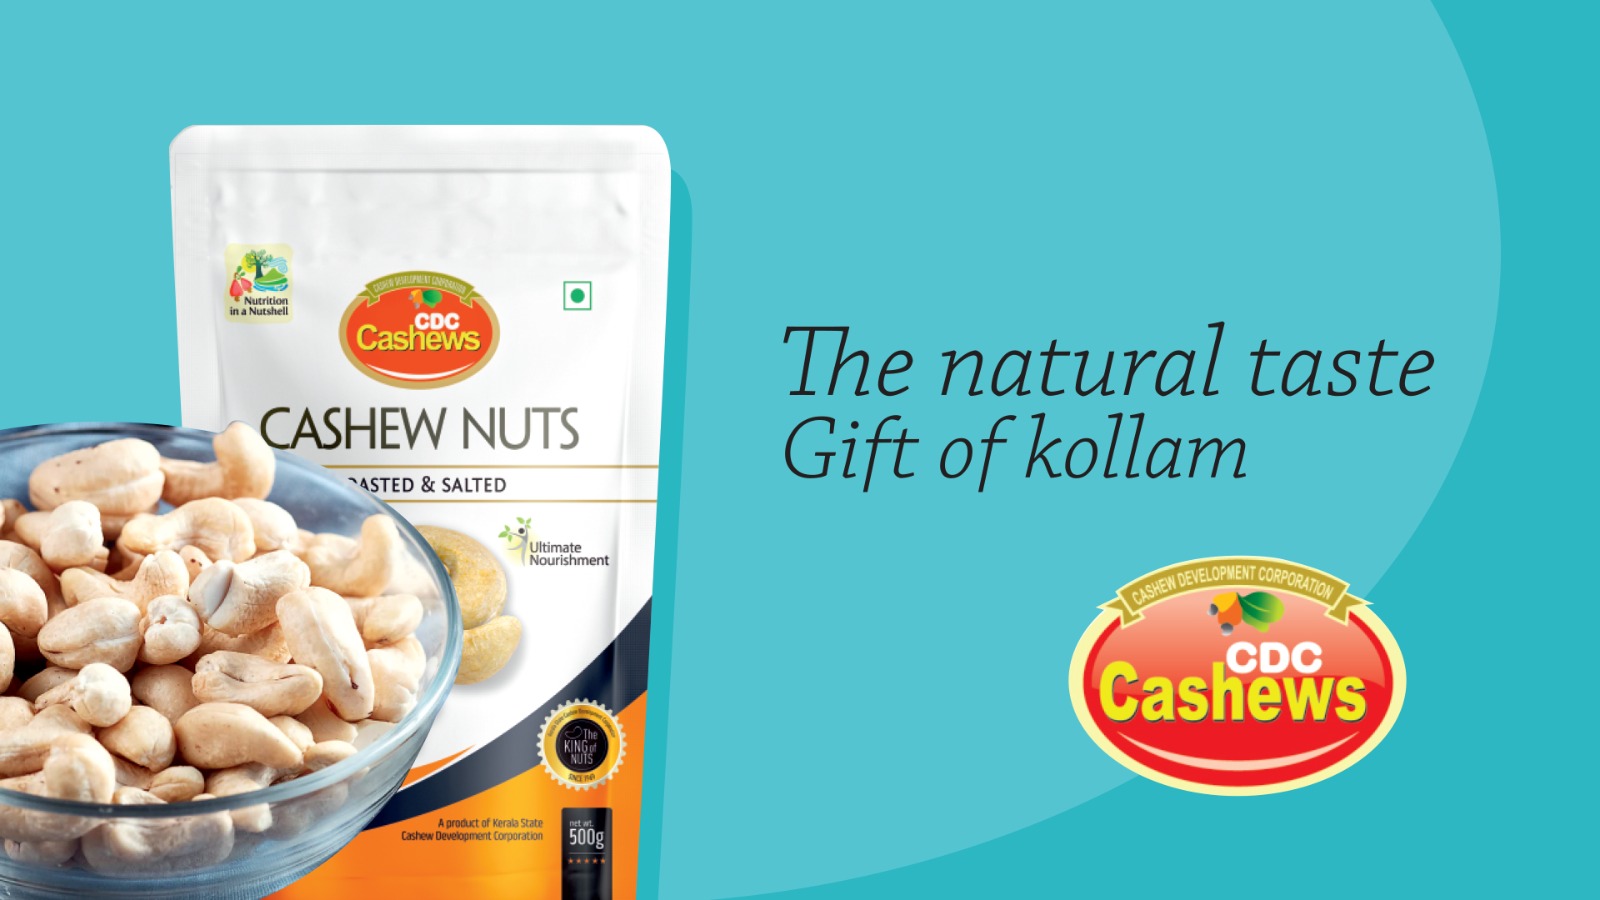 Nutrition
in a Nutshell
CASHEW DEVELOPMENT CORPORATION
CDC
Cashews
CASHEW NUTS
ASTED & SALTED
Ultimate
Nourishment
The
KING of
NUTS
A product of Kerala State
Cashew Development Corporation
net wt.
500g
The natural taste
Gift of kollam
CASHEW DEVELOPMENT CORPORATION
CDC
Cashews